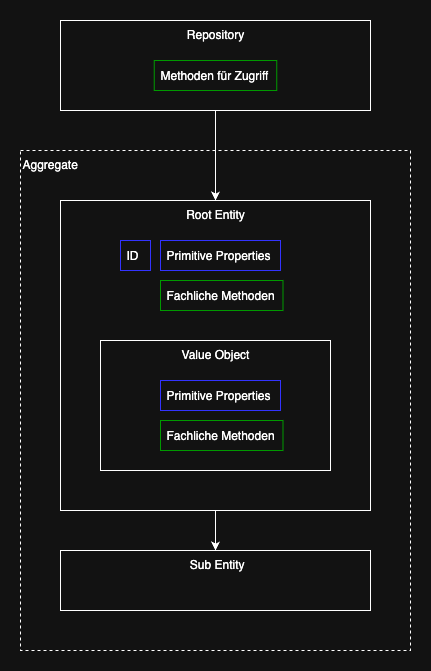 Repository
Methoden für Zugriff
Aggregate
Root Entity
ID
Primitive Properties
Fachliche Methoden
Value Object
Primitive Properties
Fachliche Methoden
Sub Entity